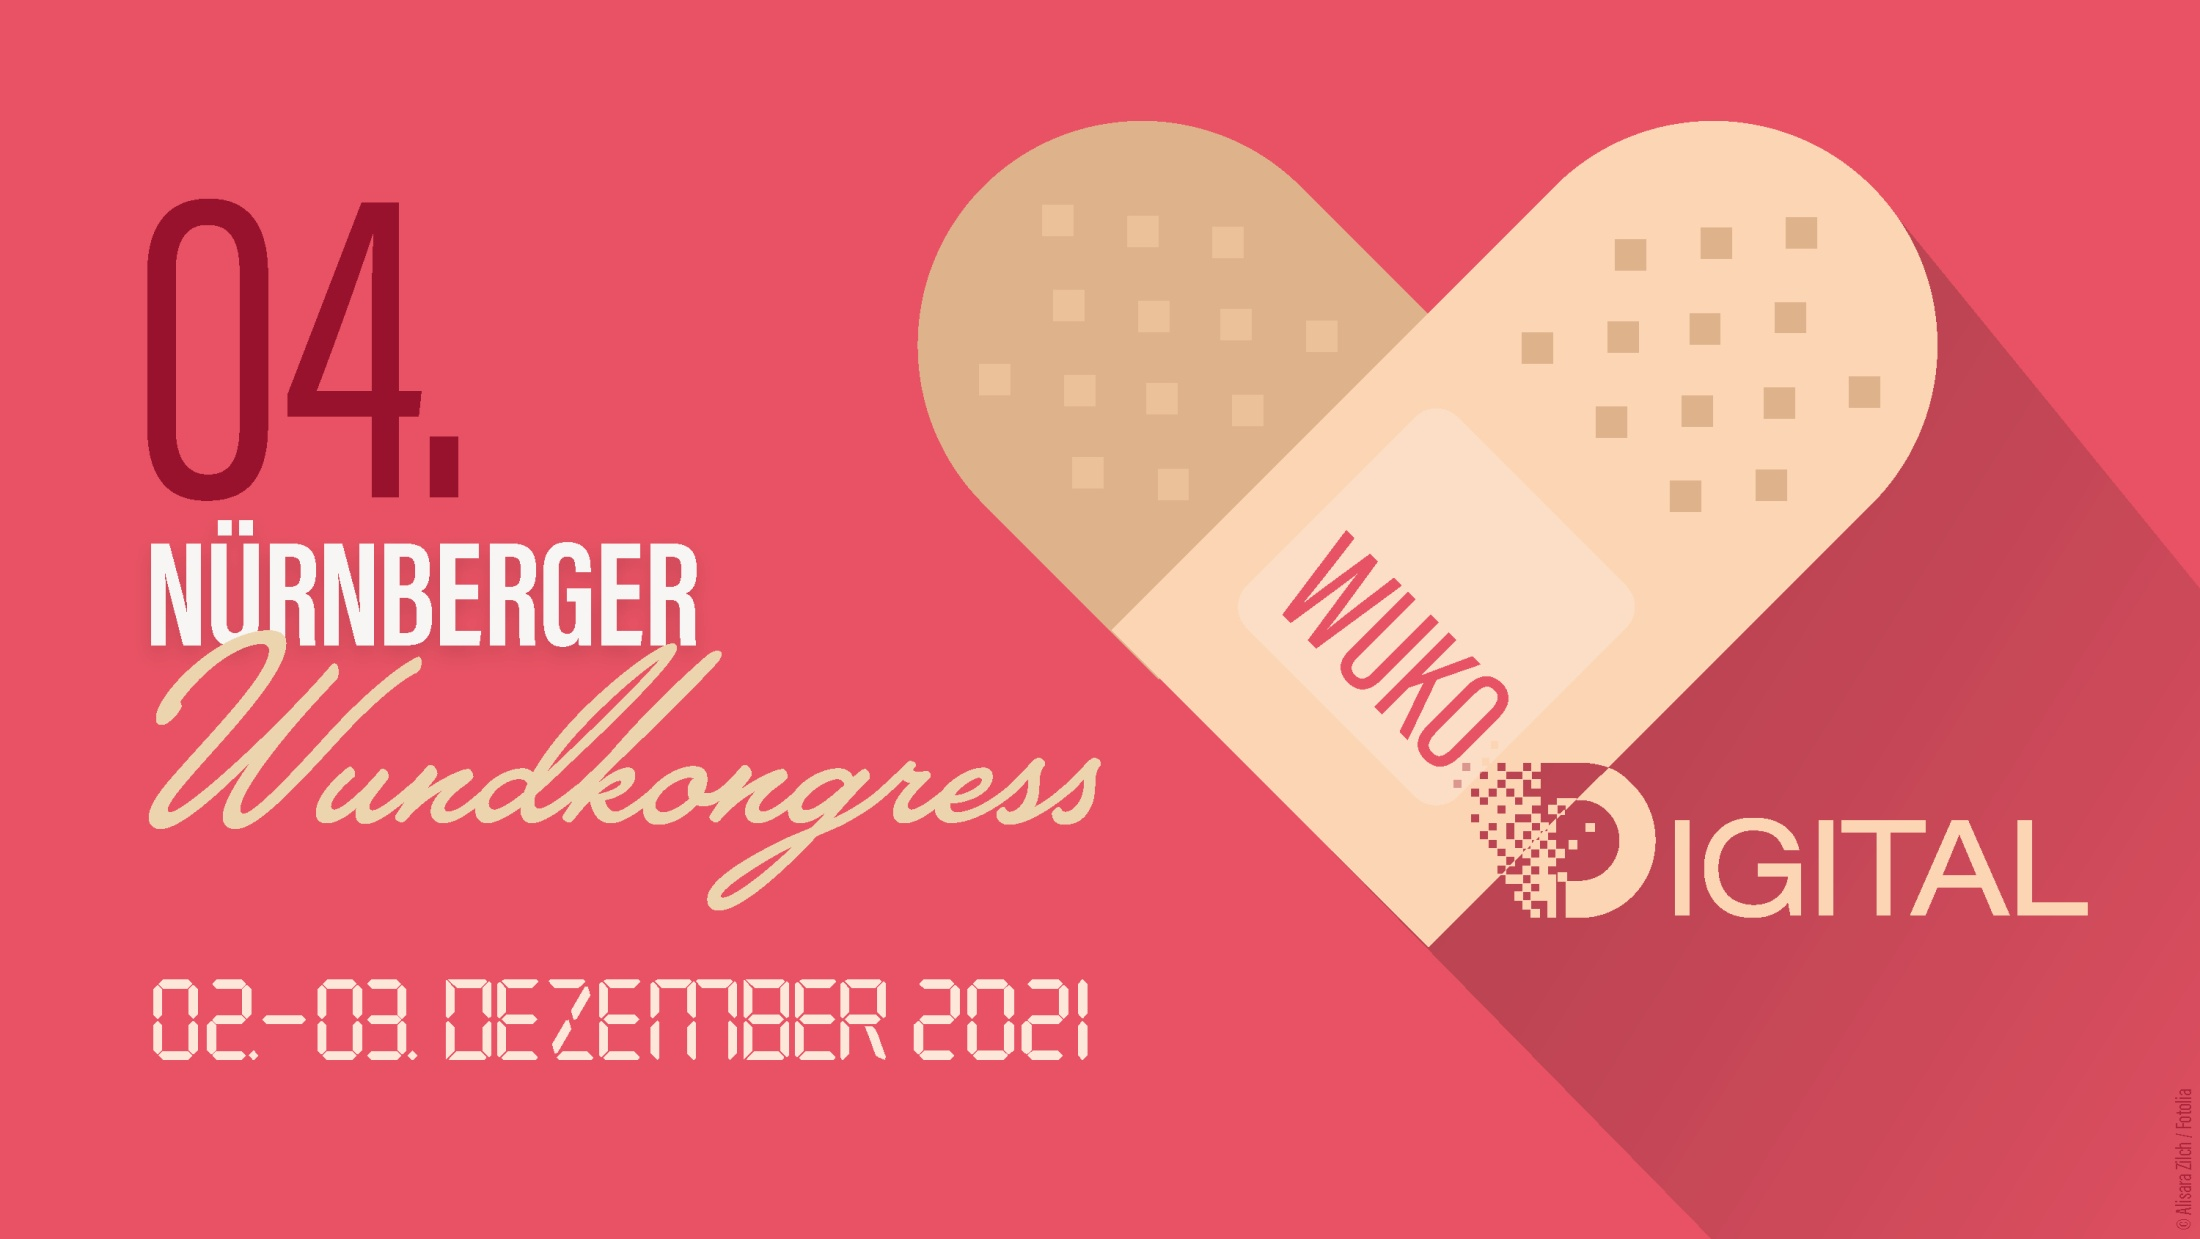 04.
NÜRNBERGER
Wundkongress
02.-03. DEZEMBER 2021
WUKO
DIGITAL
© Alisara Zilch / Fotolia